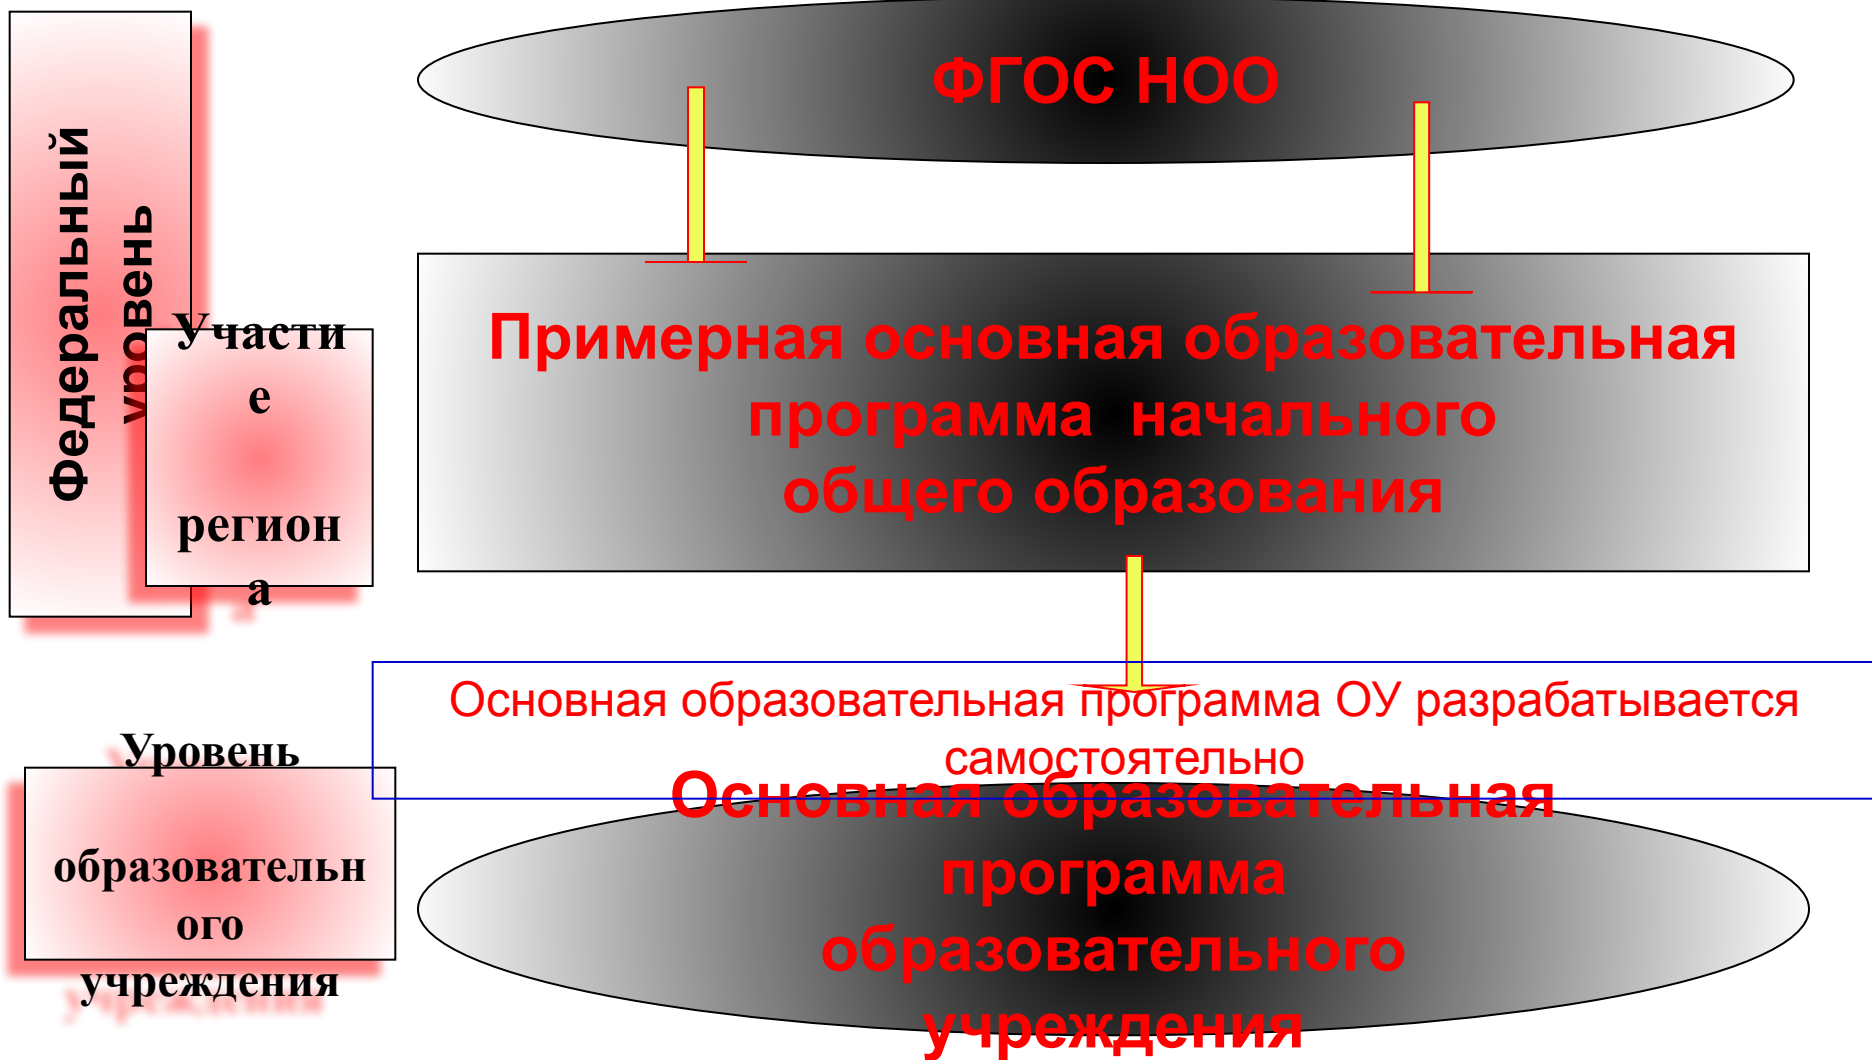 ФГОС НОО
Федеральный
уровень
Участи
е
регион
а
Примерная основная образовательная
программа начального
общего образования
Основная образовательная программа ОУ разрабатывается
самостоятельно
Уровень
образовательн
ого
учреждения
Основная образовательная
программа
образовательного
учреждения